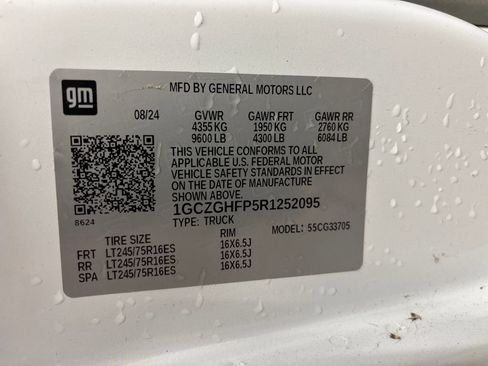 gm
MFD BY GENERAL MOTORS LLC
08/24 GVWR GAWR FRT GAWR RR
4355 KG 1950 KG 2760 KG
9600 LB 4300 LB 6084 LB
THIS VEHICLE CONFORMS TO ALL
APPLICABLE U.S. FEDERAL MOTOR
VEHICLE SAFETY STANDARDS IN EFFECT
ON THE DATE OF MANUFACTURE
SHOWN ABOVE.
1GCZGHFP5R1252095
8624 TYPE: TRUCK MODEL: 55CG33705
TIRE SIZE RIM
FRT LT245/75R16ES 16X6.5J
RR LT245/75R16ES 16X6.5J
SPA LT245/75R16ES 16X6.5J